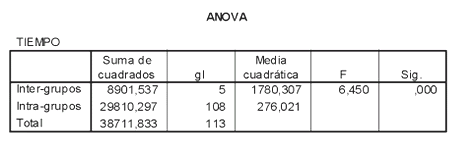 ANOVA
TIEMPO
Suma de cuadrados gl Media cuadrática F Sig.
Inter-grupos 8901,537 5 1780,307 6,450 ,000
Intra-grupos 29810,297 108 276,021
Total 38711,833 113